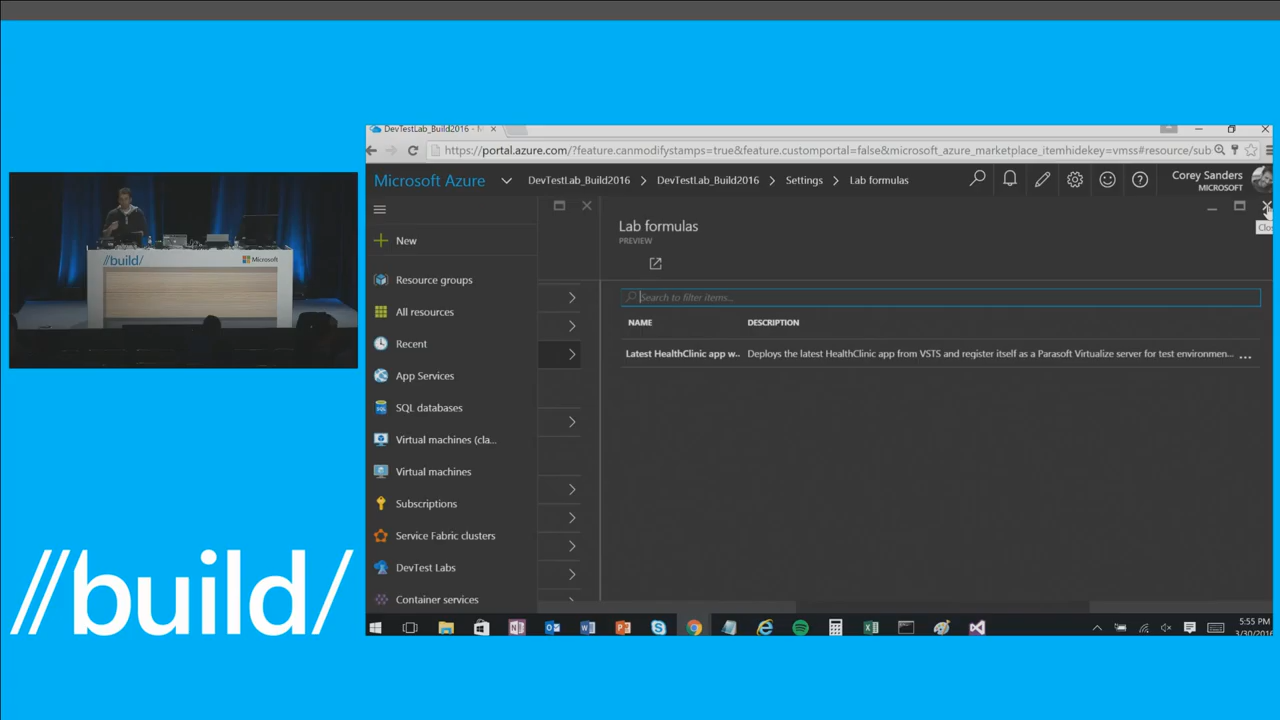 DevTestLab_Build2016 - M
https://portal.azure.com/?feature.canmodifystamps=true&feature.customportal=false&microsoft_azure_marketplace_itemhidekey=vmss#resource/sub
Microsoft Azure
DevTestLab_Build2016
DevTestLab_Build2016
Settings
Lab formulas
Corey Sanders
MICROSOFT
Clo
New
Resource groups
All resources
Recent
App Services
SQL databases
Virtual machines (cla...
Virtual machines
Subscriptions
Service Fabric clusters
DevTest Labs
Container services
Lab formulas
PREVIEW
Search to filter items...
NAME
DESCRIPTION
Latest HealthClinic app w..
Deploys the latest HealthClinic app from VSTS and register itself as a Parasoft Virtualize server for test environmen...
5:55 PM
3/30/2016
//build/
Microsoft
//build/